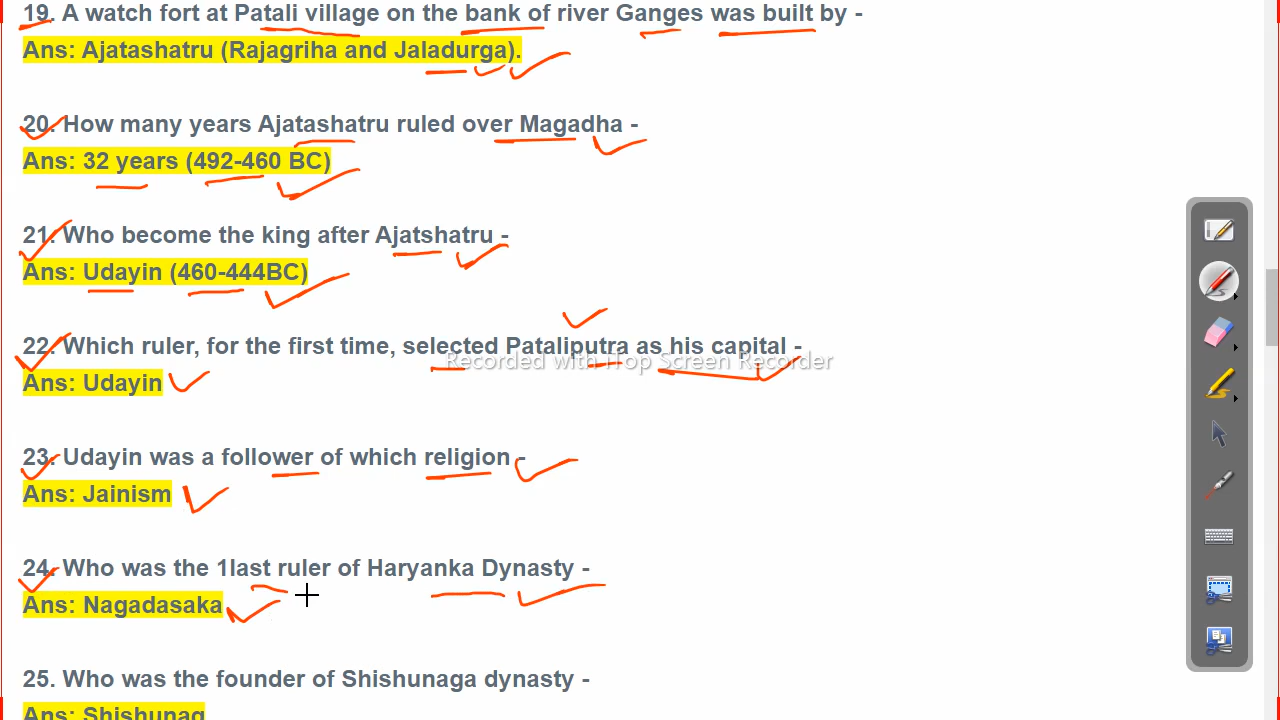 19. A watch fort at Patali village on the bank of river Ganges was built by -
Ans: Ajatashatru (Rajagriha and Jaladurga).
20. How many years Ajatashatru ruled over Magadha -
Ans: 32 years (492-460 BC)
21. Who become the king after Ajatshatru -
Ans: Udayin (460-444BC)
22. Which ruler, for the first time, selected Pataliputra as his capital -
Recorded with iTop Screen Recorder
Ans: Udayin
23. Udayin was a follower of which religion -
Ans: Jainism
24. Who was the 1last ruler of Haryanka Dynasty -
Ans: Nagadasaka
25. Who was the founder of Shishunaga dynasty -
Ans: Shishunag